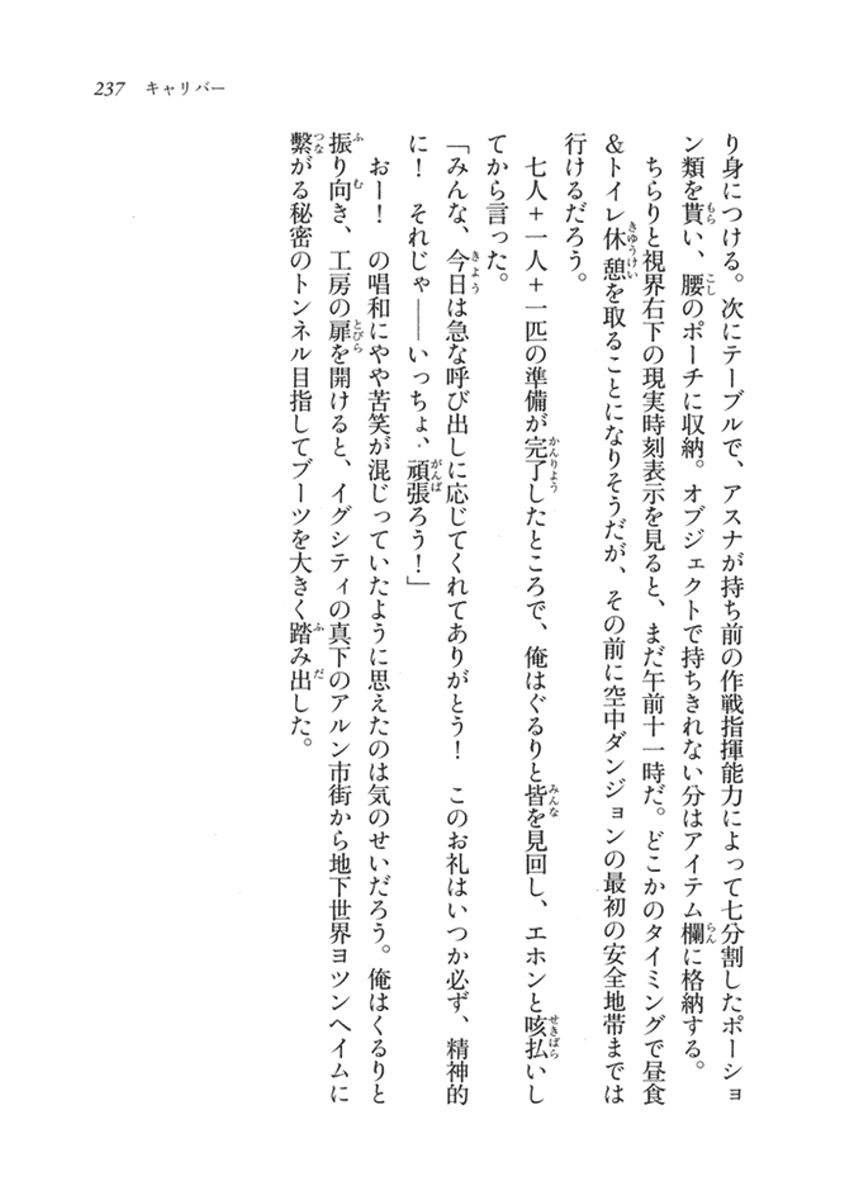 237 キャリバー
り身につける。次にテーブルで、アスナが持ち前の作戦指揮能力によって七分割したポーショ
ン類を貰い、腰のポーチに収納。オブジェクトで持ちきれない分はアイテム欄に格納する。
　ちらりと視界右下の現実時刻表示を見ると、まだ午前十一時だ。どこかのタイミングで昼食
&トイレ休憩を取ることになりそうだが、その前に空中ダンジョンの最初の安全地帯までは
行けるだろう。
　七人＋一人＋一匹の準備が完了したところで、俺はぐるりと皆を見回し、エホンと咳払いし
てから言った。
「みんな、今日は急な呼び出しに応じてくれてありがとう！　このお礼はいつか必ず、精神的
に！　それじゃ――いっちょ、頑張ろう！」
　おー！　の唱和にやや苦笑が混じっていたように思えたのは気のせいだろう。俺はくるりと
振り向き、工房の扉を開けると、イグシティの真下のアルン市街から地下世界ヨツンヘイムに
繫がる秘密のトンネル目指してブーツを大きく踏み出した。